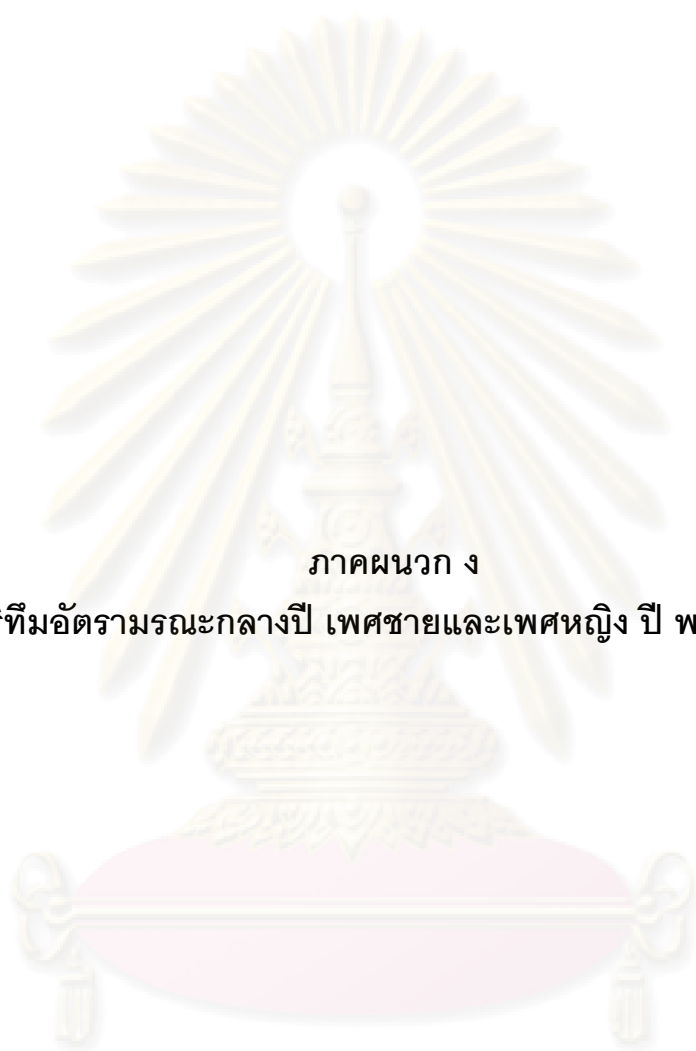 ภาคผนวก ง
ริทึมอัตรามรณะกลางปี เพศชายและเพศหญิง ปี พ